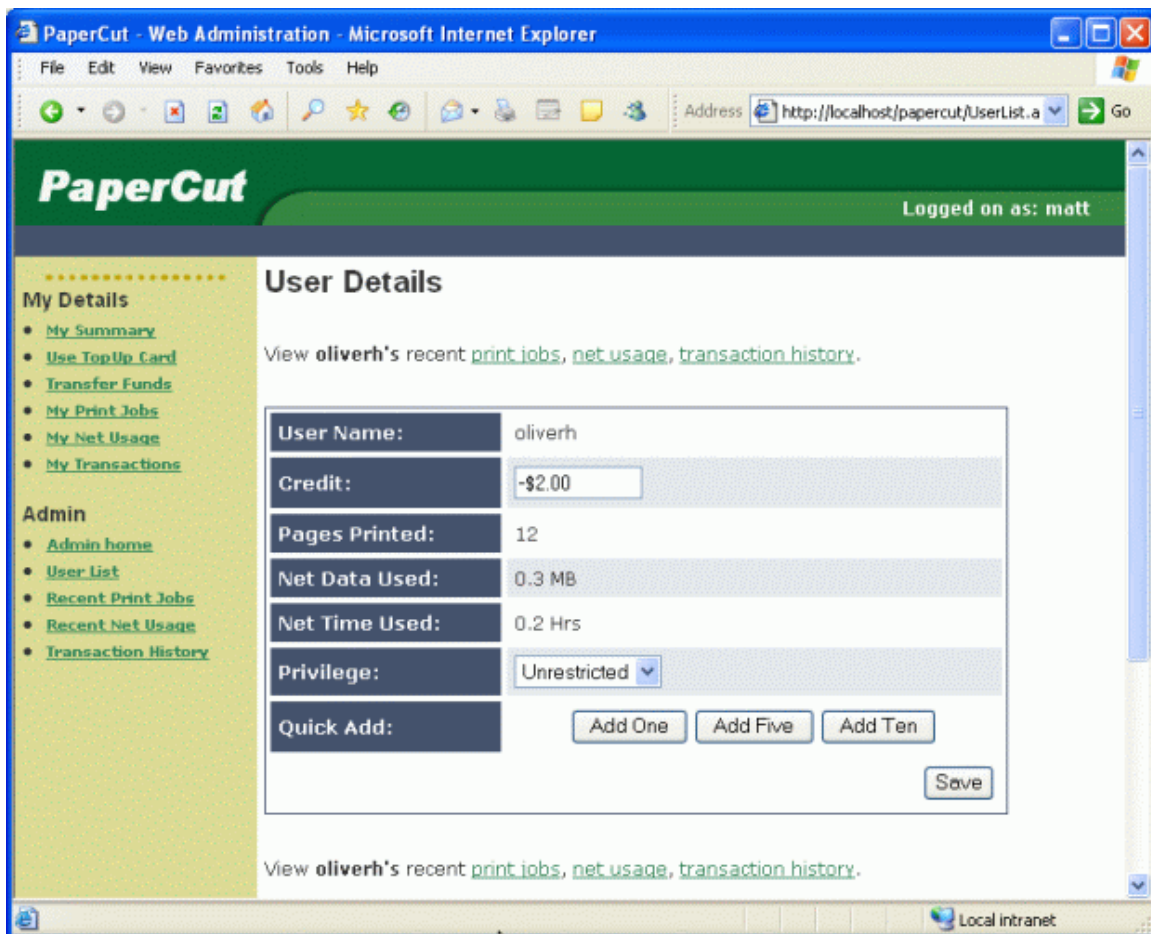 PaperCut - Web Administration - Microsoft Internet Explorer
File Edit View Favorites Tools Help
Address http://localhost/papercut/UserList.a Go
PaperCut
Logged on as: matt
My Details
My Summary
Use TopUp Card
Transfer Funds
My Print Jobs
My Net Usage
My Transactions
Admin
Admin home
User List
Recent Print Jobs
Recent Net Usage
Transaction History
User Details
View oliverh's recent print jobs, net usage, transaction history.
User Name: oliverh
Credit: -$2.00
Pages Printed: 12
Net Data Used: 0.3 MB
Net Time Used: 0.2 Hrs
Privilege: Unrestricted
Quick Add: Add One Add Five Add Ten
Save
View oliverh's recent print jobs, net usage, transaction history.
Local intranet